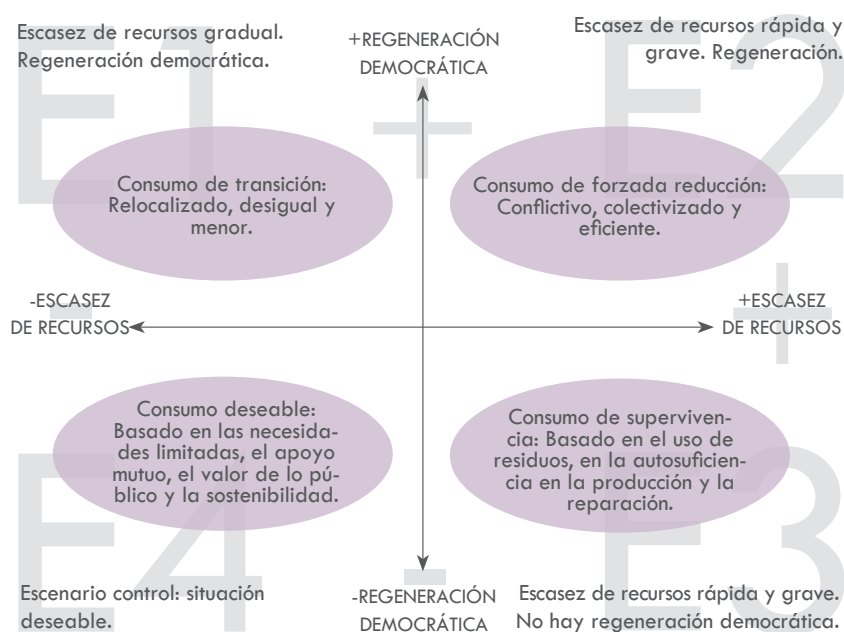 E1
Escasez de recursos gradual.
Regeneración democrática.
+REGENERACIÓN
DEMOCRÁTICA
+
E2
Escasez de recursos rápida y
grave. Regeneración.
Consumo de transición:
Relocalizado, desigual y
menor.
Consumo de forzada reducción:
Conflictivo, colectivizado y
eficiente.
-
-ESCASEZ
DE RECURSOS
+
+ESCASEZ
DE RECURSOS
Consumo deseable:
Basado en las necesida-
des limitadas, el apoyo
mutuo, el valor de lo pú-
blico y la sostenibilidad.
Consumo de superviven-
cia: Basado en el uso de
residuos, en la autosuficien-
cia en la producción y la
reparación.
E4
Escenario control: situación
deseable.
-
-REGENERACIÓN
DEMOCRÁTICA
E3
Escasez de recursos rápida y grave.
No hay regeneración democrática.